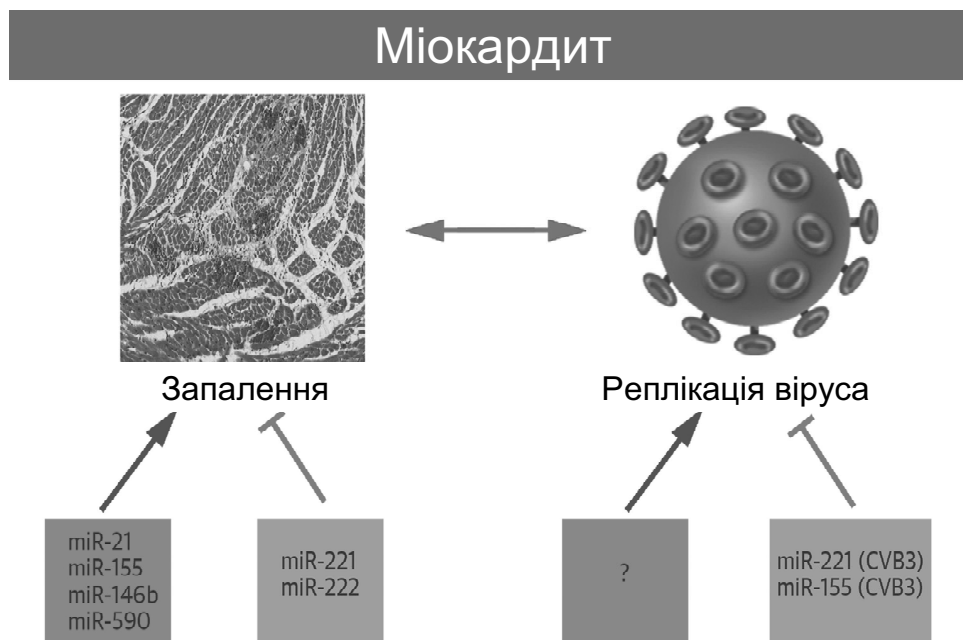 Міокардит
Запалення
Реплікація віруса
miR-21
miR-155
miR-146b
miR-590
miR-221
miR-222
?
miR-221 (CVB3)
miR-155 (CVB3)